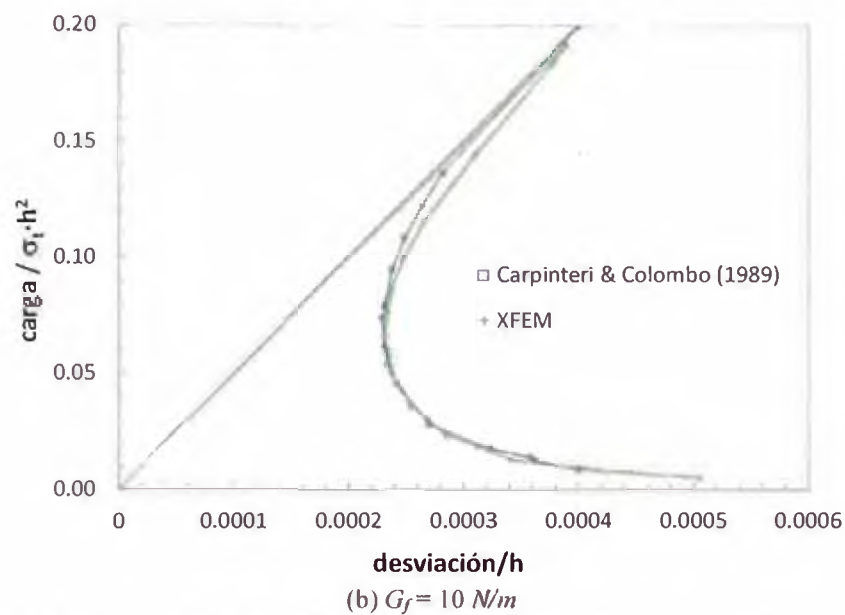 0.20
0.15
0.10
0.05
0.00
carga / σₜ·h²
0 0.0001 0.0002 0.0003 0.0004 0.0005 0.0006
desviación/h
Carpinteri & Colombo (1989)
XFEM
(b) G_f = 10 N/m